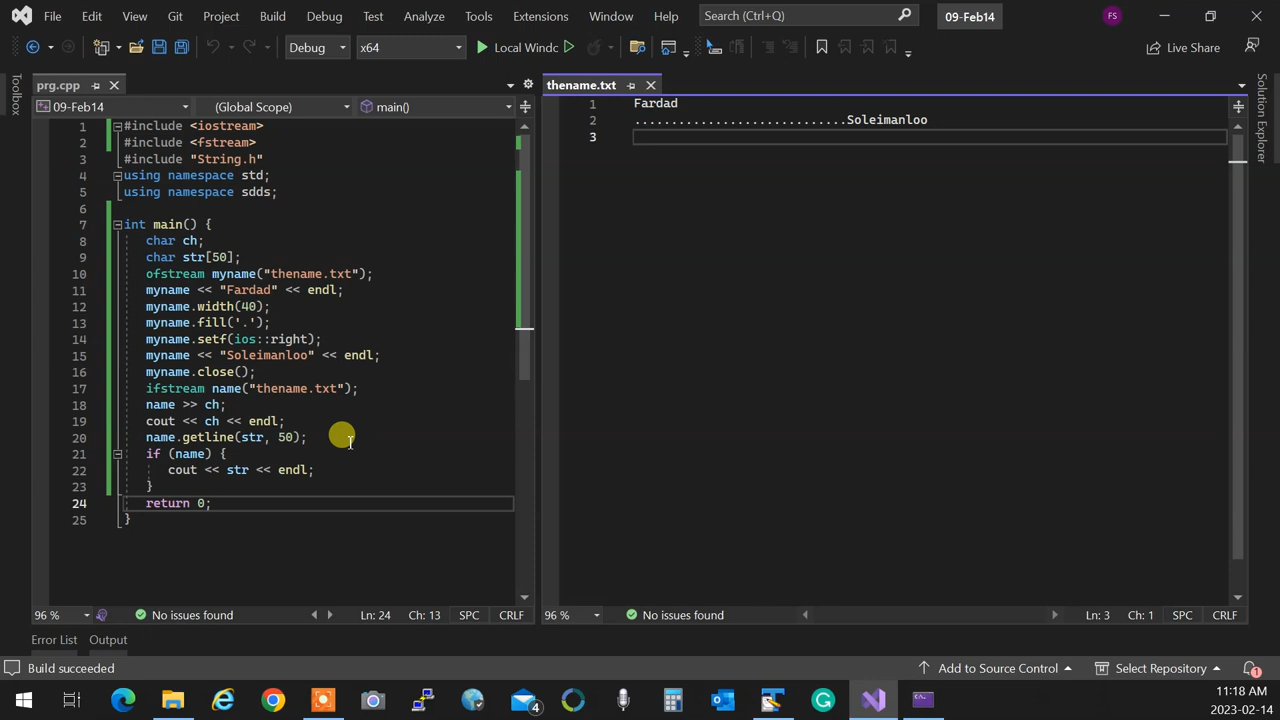 File Edit View Git Project Build Debug Test Analyze Tools Extensions Window Help Search (Ctrl+Q) 09-Feb14 FS
Debug x64 Local Windc Live Share
Toolbox
prg.cpp
09-Feb14 (Global Scope) main()
1 #include <iostream>
2 #include <fstream>
3 #include "String.h"
4 using namespace std;
5 using namespace sdds;
6
7 int main() {
8 char ch;
9 char str[50];
10 ofstream myname("thename.txt");
11 myname << "Fardad" << endl;
12 myname.width(40);
13 myname.fill('.');
14 myname.setf(ios::right);
15 myname << "Soleimanloo" << endl;
16 myname.close();
17 ifstream name("thename.txt");
18 name >> ch;
19 cout << ch << endl;
20 name.getline(str, 50);
21 if (name) {
22 cout << str << endl;
23 }
24 return 0;
25 }
96 % No issues found Ln: 24 Ch: 13 SPC CRLF
thename.txt
1 Fardad
2 .............................Soleimanloo
3
96 % No issues found Ln: 3 Ch: 1 SPC CRLF
Solution Explorer
Error List Output
Build succeeded Add to Source Control Select Repository 1
4
11:18 AM
2023-02-14